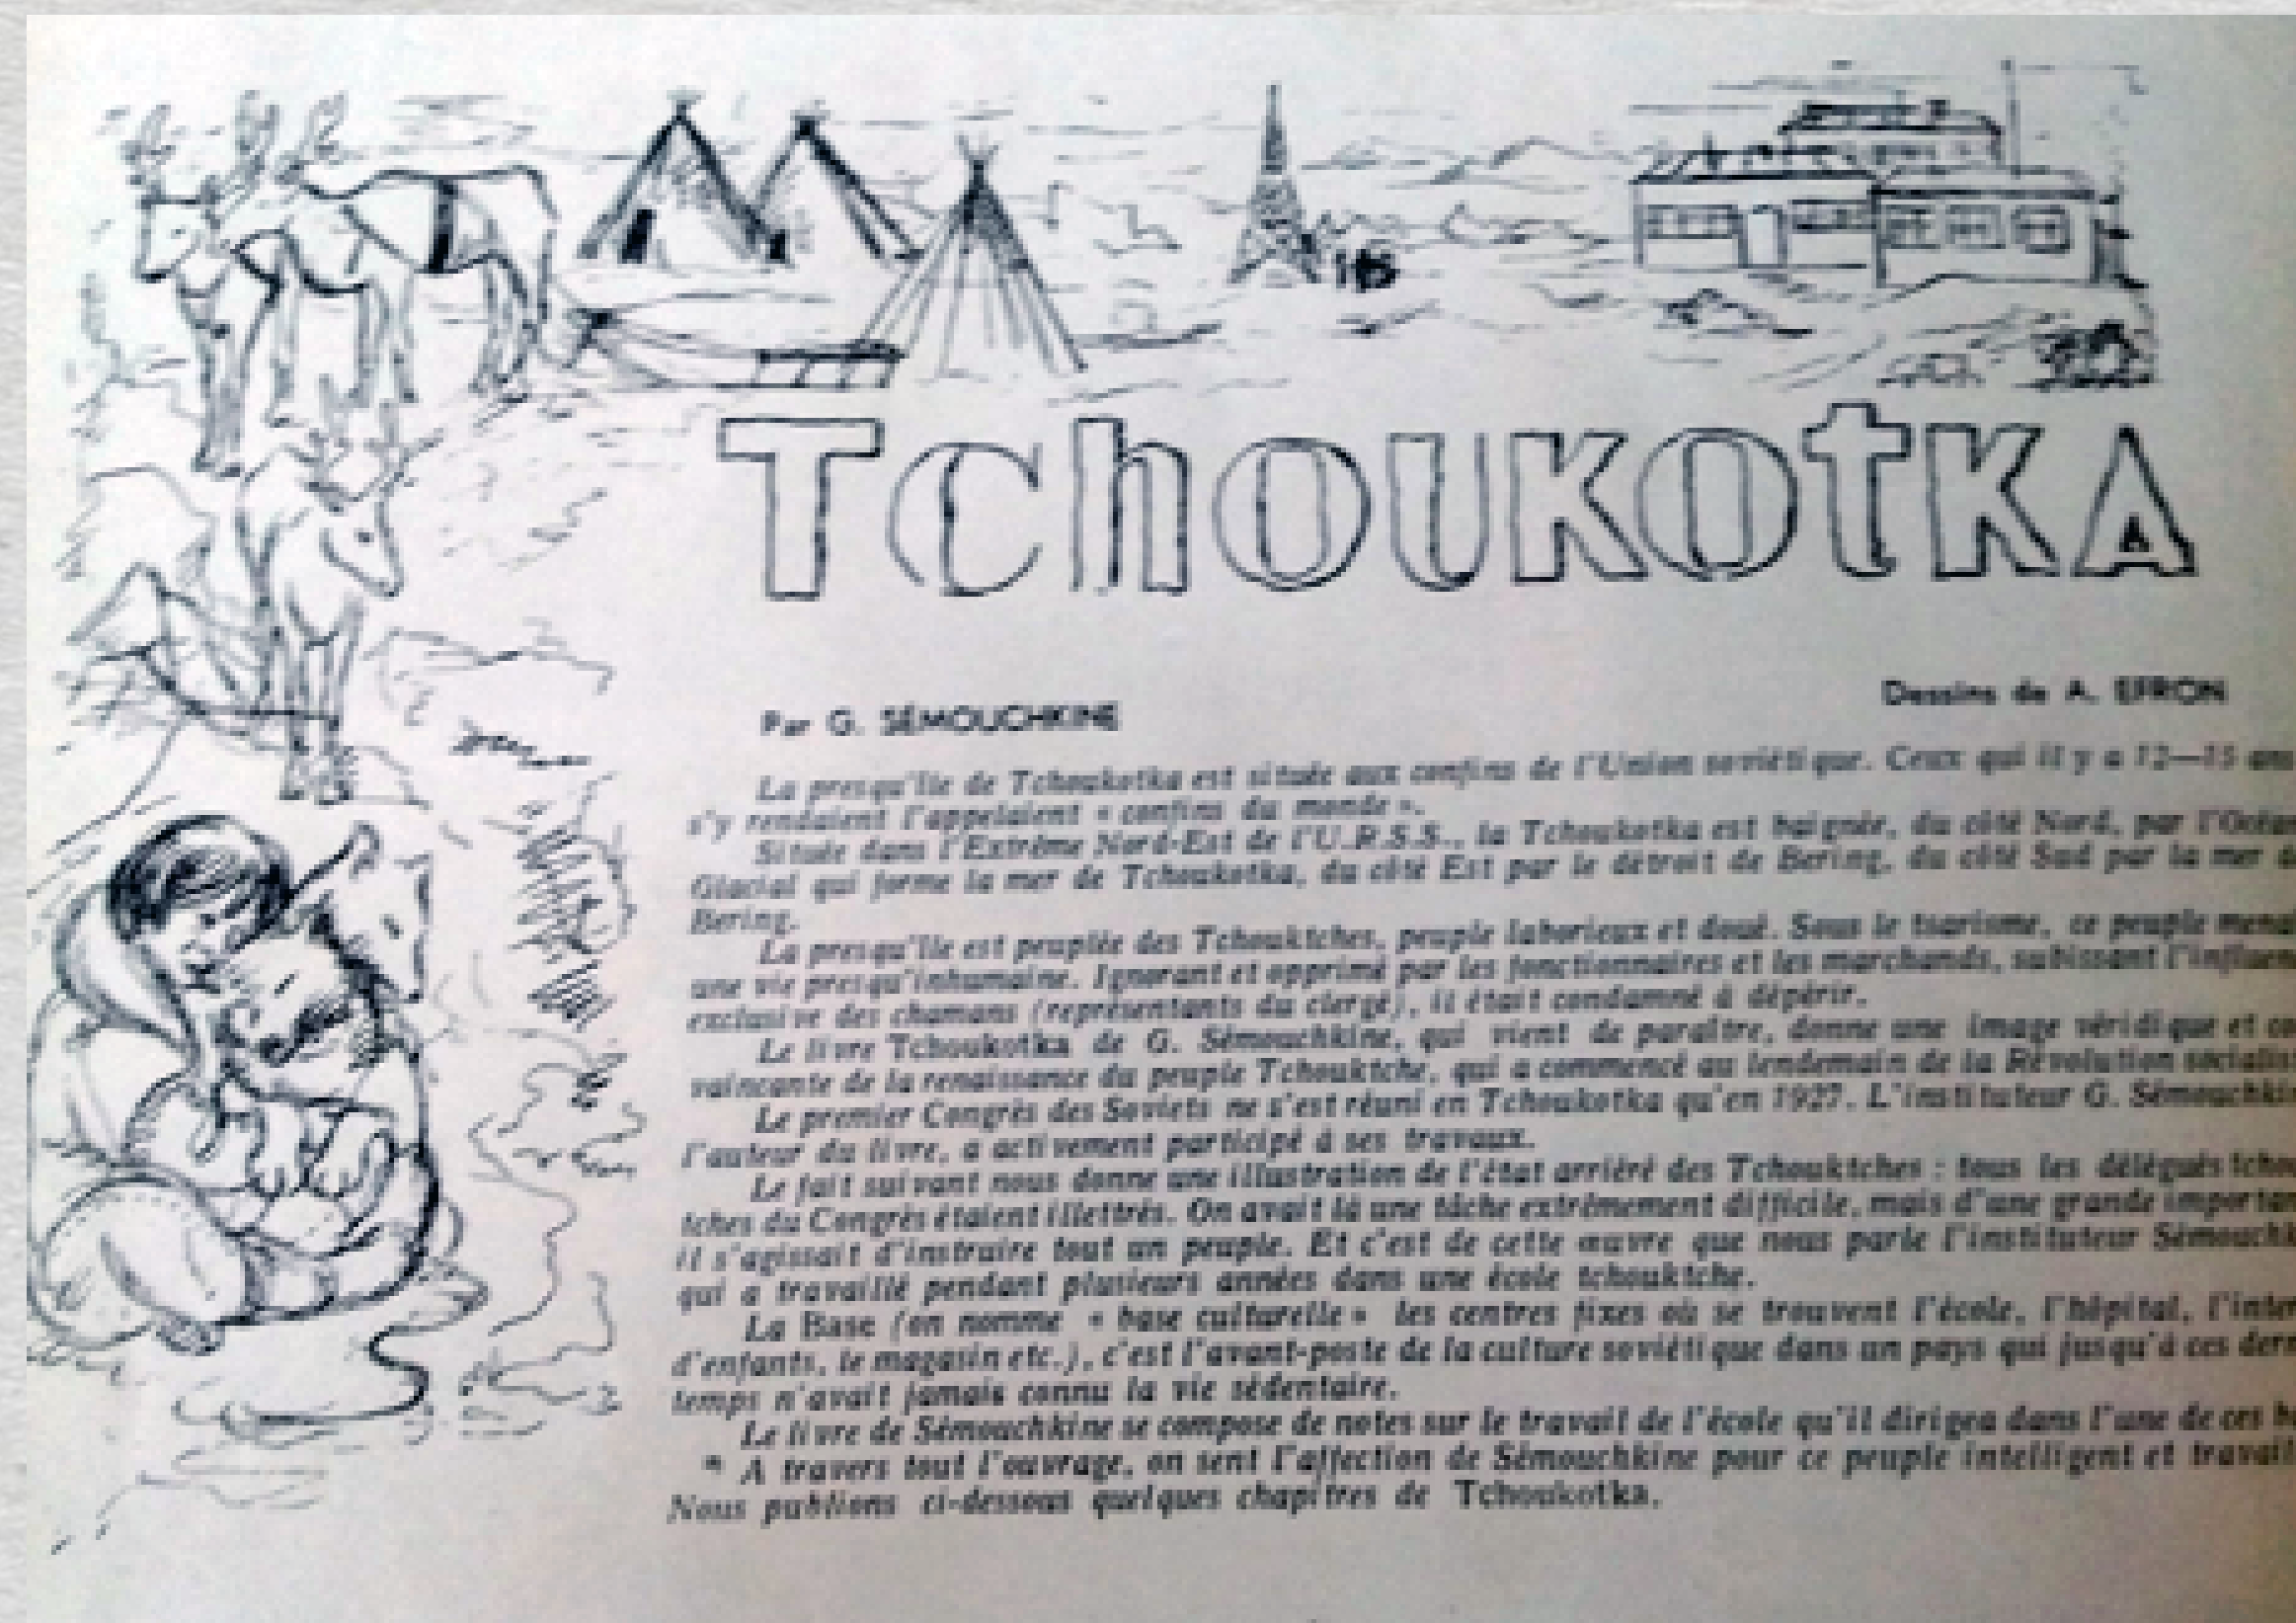 Tchoukotka
Par G. SÉMOUCHKINE
Dessins de A. EFRON
La presqu'île de Tchoukotka est située aux confins de l'Union soviétique. Ceux qui il y a 12—15 ans
s'y rendaient l'appelaient « confins du monde ».
Située dans l'Extrême Nord-Est de l'U.R.S.S., la Tchoukotka est baignée, du côté Nord, par l'Océa
Glacial qui forme la mer de Tchoukotka, du côté Est par le détroit de Bering, du côté Sud par la mer d
Bering.
La presqu'île est peuplée des Tchouktches, peuple laborieux et doué. Sous le tsarisme, ce peuple mena
une vie presqu'inhumaine. Ignorant et opprimé par les fonctionnaires et les marchands, subissant l'influen
exclusive des chamans (représentants du clergé), il était condamné à dépérir.
Le livre Tchoukotka de G. Sémouchkine, qui vient de paraître, donne une image véridique et co
vaincante de la renaissance du peuple Tchouktche, qui a commencé au lendemain de la Révolution socialis
Le premier Congrès des Soviets ne s'est réuni en Tchoukotka qu'en 1927. L'instituteur G. Sémouchki
l'auteur du livre, a activement participé à ses travaux.
Le fait suivant nous donne une illustration de l'état arriéré des Tchouktches : tous les délégués tchou
tches du Congrès étaient illettrés. On avait là une tâche extrêmement difficile, mais d'une grande importan
il s'agissait d'instruire tout un peuple. Et c'est de cette œuvre que nous parle l'instituteur Sémouchk
qui a travaillé pendant plusieurs années dans une école tchouktche.
La Base (on nomme « base culturelle » les centres fixes où se trouvent l'école, l'hôpital, l'inter
d'enfants, le magasin etc.), c'est l'avant-poste de la culture soviétique dans un pays qui jusqu'à ces dern
temps n'avait jamais connu la vie sédentaire.
Le livre de Sémouchkine se compose de notes sur le travail de l'école qu'il dirigea dans l'une de ces b
A travers tout l'ouvrage, on sent l'affection de Sémouchkine pour ce peuple intelligent et travail
Nous publions ci-dessous quelques chapitres de Tchoukotka.